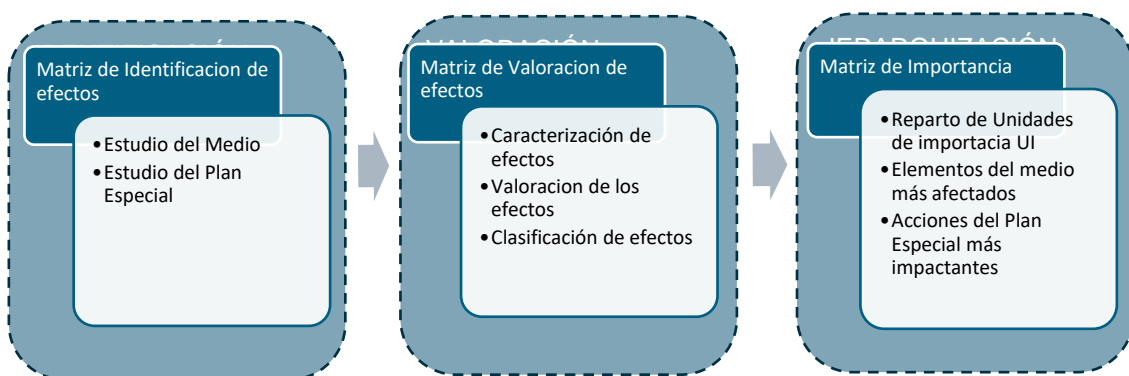 VALORACIÓN
JERARQUIZACIÓN
Matriz de Identificacion de
efectos
•Estudio del Medio
•Estudio del Plan
Especial
Matriz de Valoracion de
efectos
•Caracterización de
efectos
•Valoracion de los
efectos
•Clasificación de efectos
Matriz de Importancia
•Reparto de Unidades
de importacia UI
•Elementos del medio
más afectados
•Acciones del Plan
Especial más
impactantes